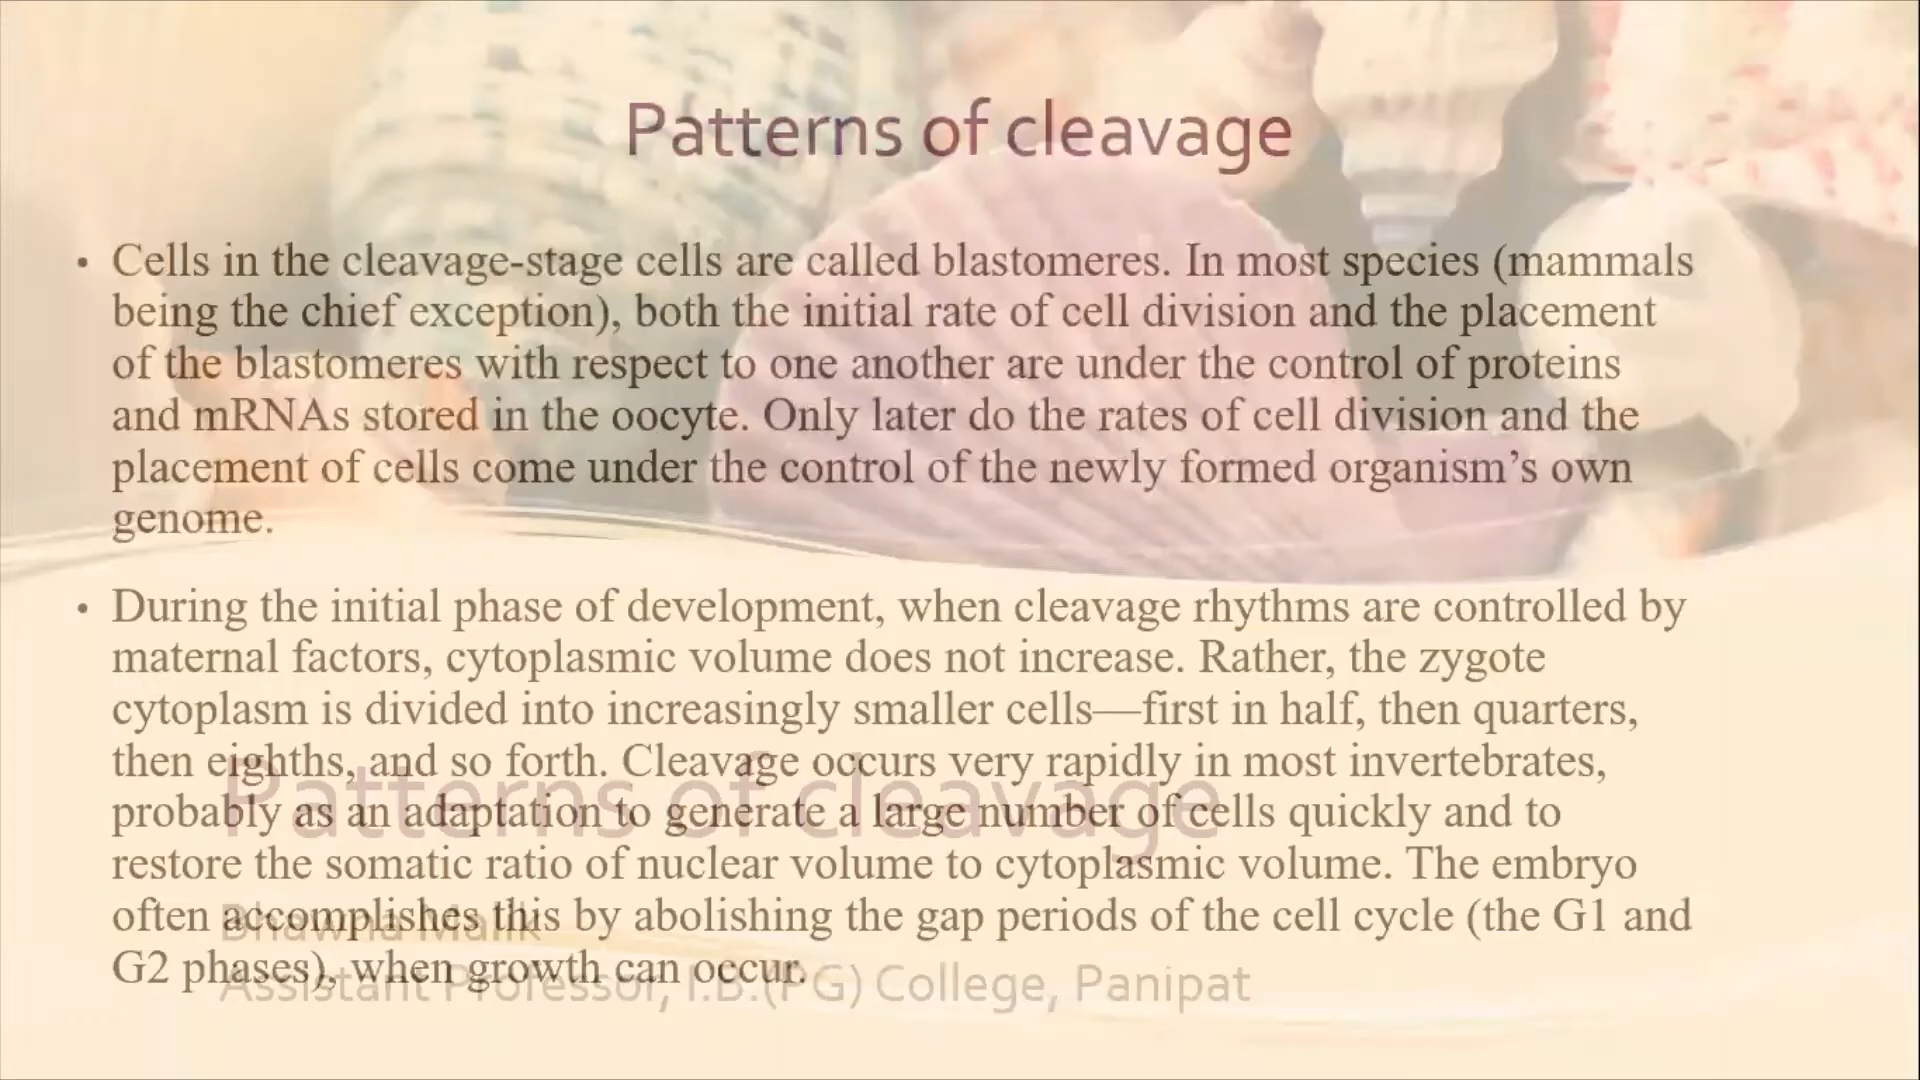 Patterns of cleavage
• Cells in the cleavage-stage cells are called blastomeres. In most species (mammals
being the chief exception), both the initial rate of cell division and the placement
of the blastomeres with respect to one another are under the control of proteins
and mRNAs stored in the oocyte. Only later do the rates of cell division and the
placement of cells come under the control of the newly formed organism’s own
genome.
• During the initial phase of development, when cleavage rhythms are controlled by
maternal factors, cytoplasmic volume does not increase. Rather, the zygote
cytoplasm is divided into increasingly smaller cells—first in half, then quarters,
then eighths, and so forth. Cleavage occurs very rapidly in most invertebrates,
probably as an adaptation to generate a large number of cells quickly and to
restore the somatic ratio of nuclear volume to cytoplasmic volume. The embryo
often accomplishes this by abolishing the gap periods of the cell cycle (the G1 and
G2 phases), when growth can occur.
Patterns of cleavage
Bhawna Malik
Assistant Professor, I.B.(PG) College, Panipat